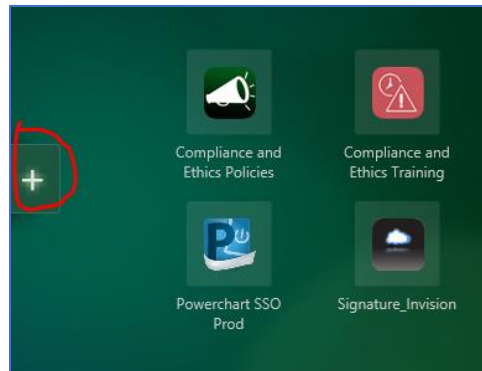 +
Compliance and
Ethics Policies
Compliance and
Ethics Training
P
Powerchart SSO
Prod
Signature_Invision